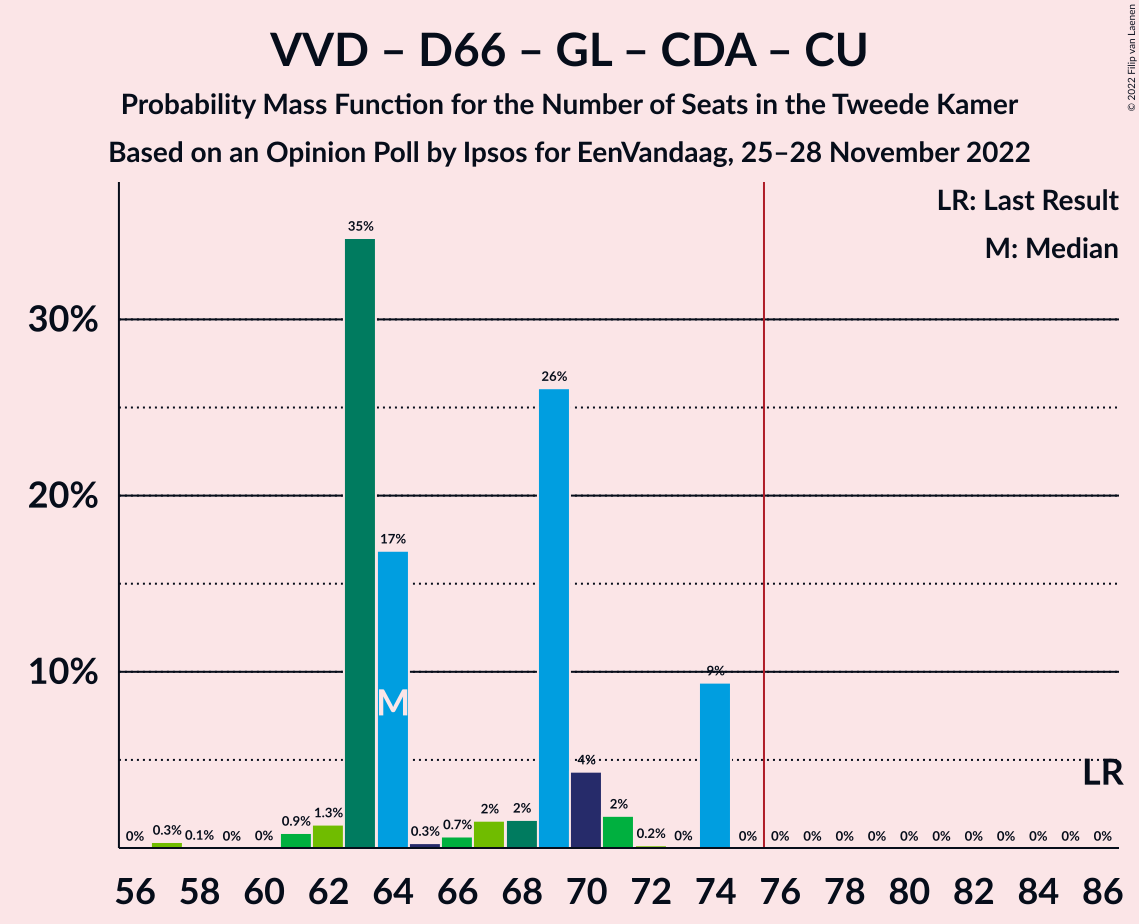 VVD – D66 – GL – CDA – CU
Probability Mass Function for the Number of Seats in the Tweede Kamer
Based on an Opinion Poll by Ipsos for EenVandaag, 25–28 November 2022
© 2022 Filip van Laenen
LR: Last Result
M: Median
35%
30%
26%
20%
17%
10%
9%
M
4%
LR
0% 0.3% 0.1% 0% 0% 0.9% 1.3% 0.3% 0.7% 2% 2% 2% 0.2% 0% 0% 0% 0% 0% 0% 0% 0% 0% 0% 0% 0%
56 58 60 62 64 66 68 70 72 74 76 78 80 82 84 86